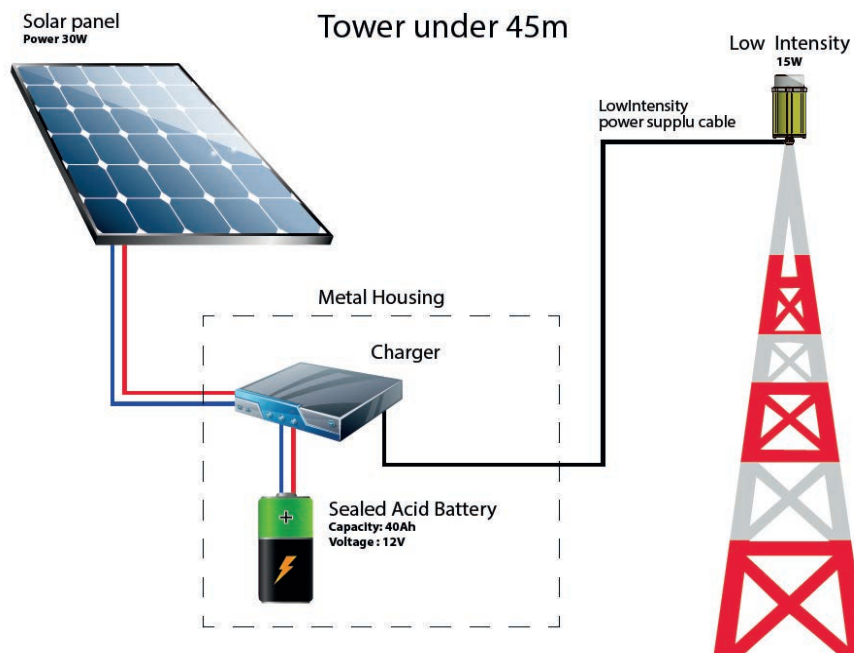 Tower under 45m
Solar panel
Power 30W
Low Intensity
15W
LowIntensity
power supplu cable
Metal Housing
Charger
Sealed Acid Battery
Capacity: 40Ah
Voltage : 12V